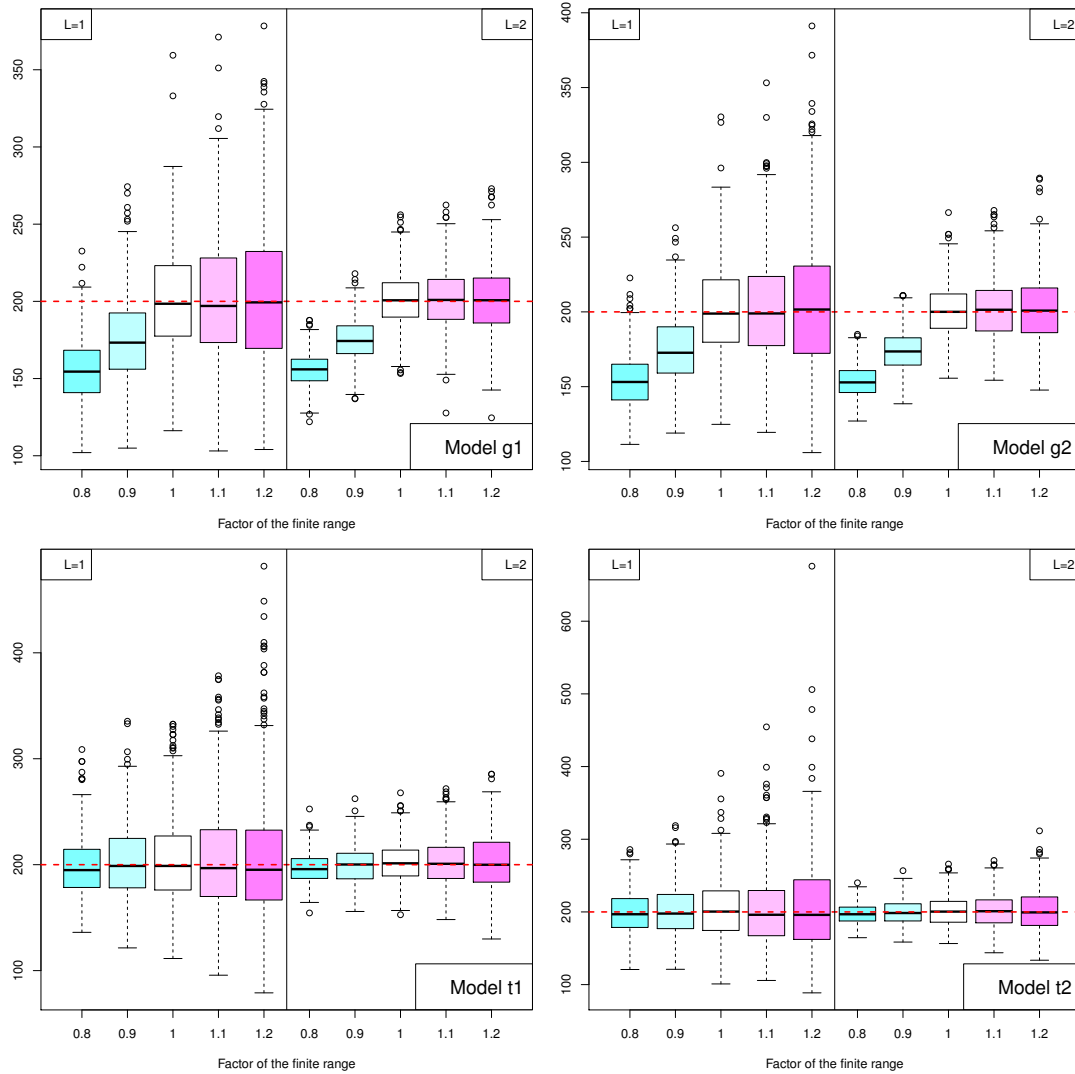 L=1 L=2
350
300
250
200
150
100
Model g1
0.8 0.9 1 1.1 1.2 0.8 0.9 1 1.1 1.2
Factor of the finite range
L=1 L=2
400
350
300
250
200
150
100
Model g2
0.8 0.9 1 1.1 1.2 0.8 0.9 1 1.1 1.2
Factor of the finite range
L=1 L=2
400
300
200
100
Model t1
0.8 0.9 1 1.1 1.2 0.8 0.9 1 1.1 1.2
Factor of the finite range
L=1 L=2
600
500
400
300
200
100
Model t2
0.8 0.9 1 1.1 1.2 0.8 0.9 1 1.1 1.2
Factor of the finite range